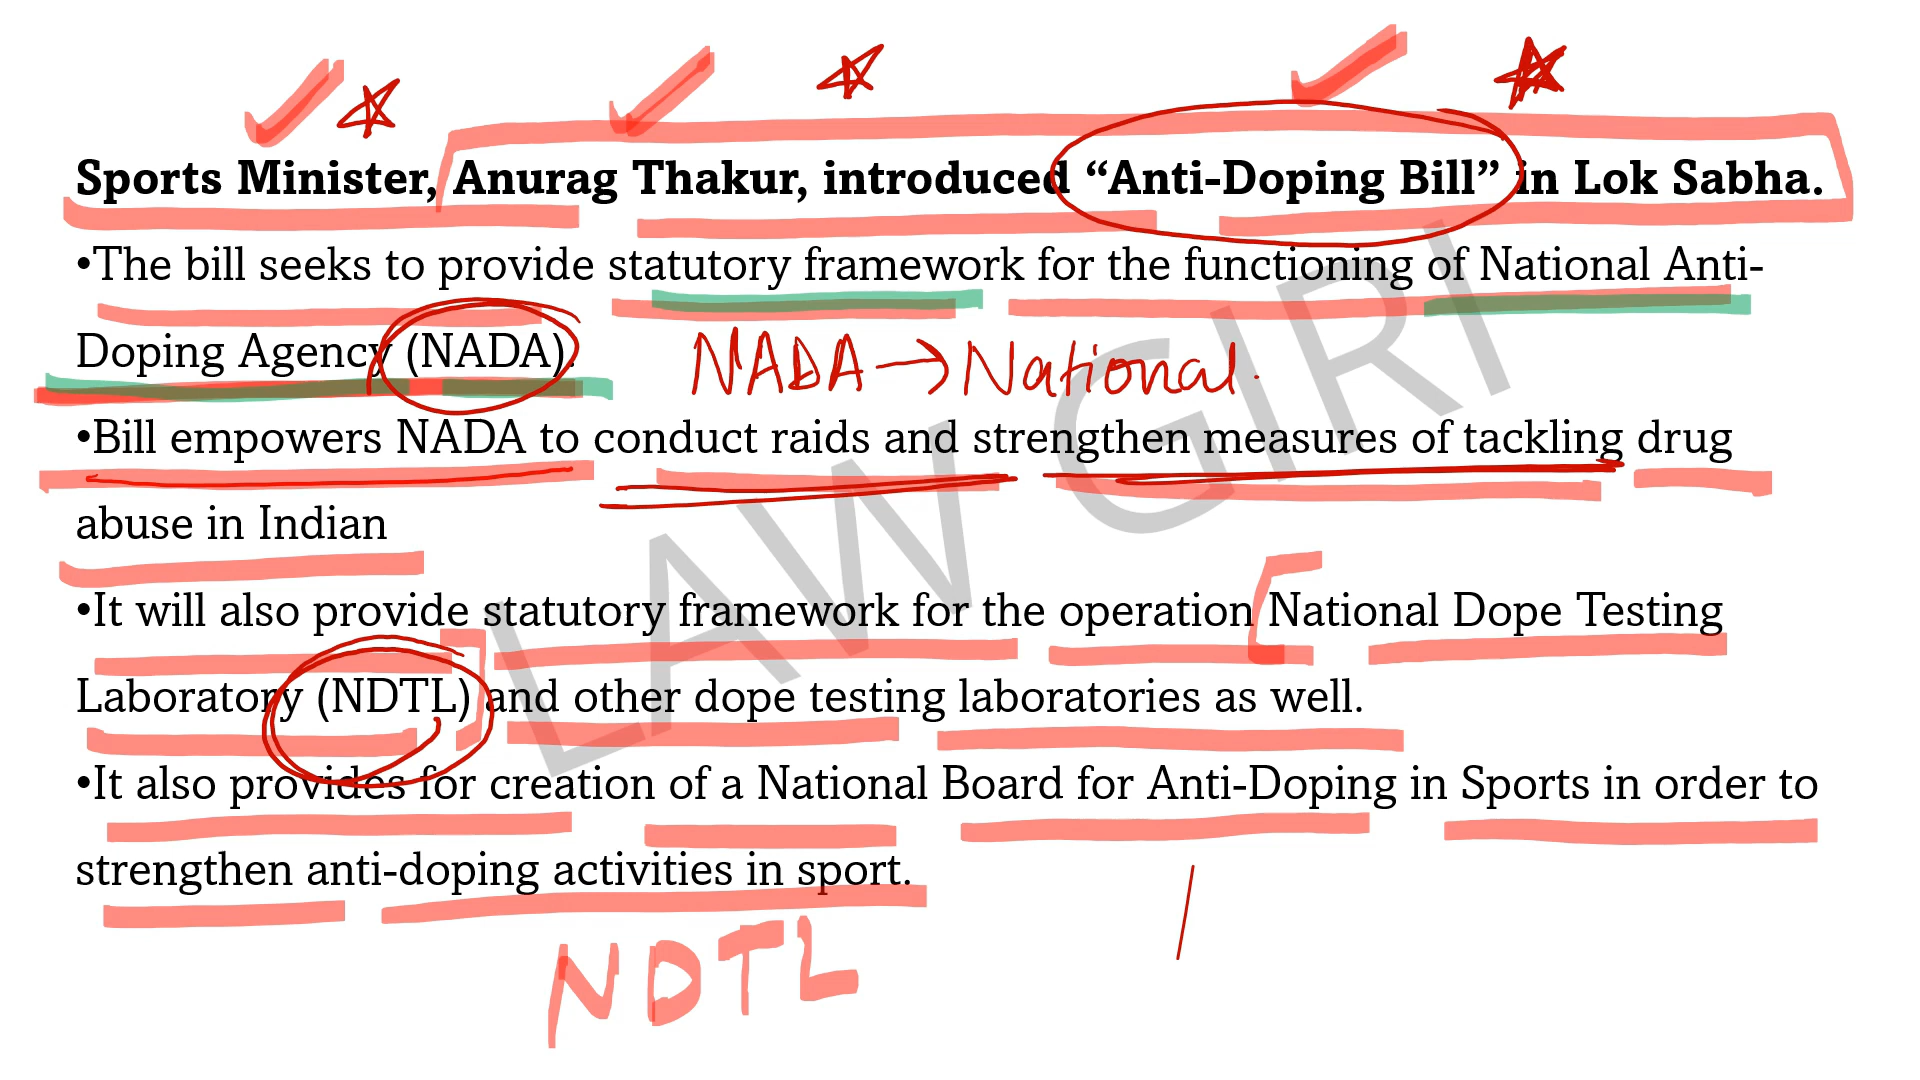 Sports Minister, Anurag Thakur, introduced “Anti-Doping Bill” in Lok Sabha.
•The bill seeks to provide statutory framework for the functioning of National Anti-
Doping Agency (NADA).
NADA → National
•Bill empowers NADA to conduct raids and strengthen measures of tackling drug
abuse in Indian
•It will also provide statutory framework for the operation National Dope Testing
Laboratory (NDTL) and other dope testing laboratories as well.
•It also provides for creation of a National Board for Anti-Doping in Sports in order to
strengthen anti-doping activities in sport.
NDTL
LAW GIRI